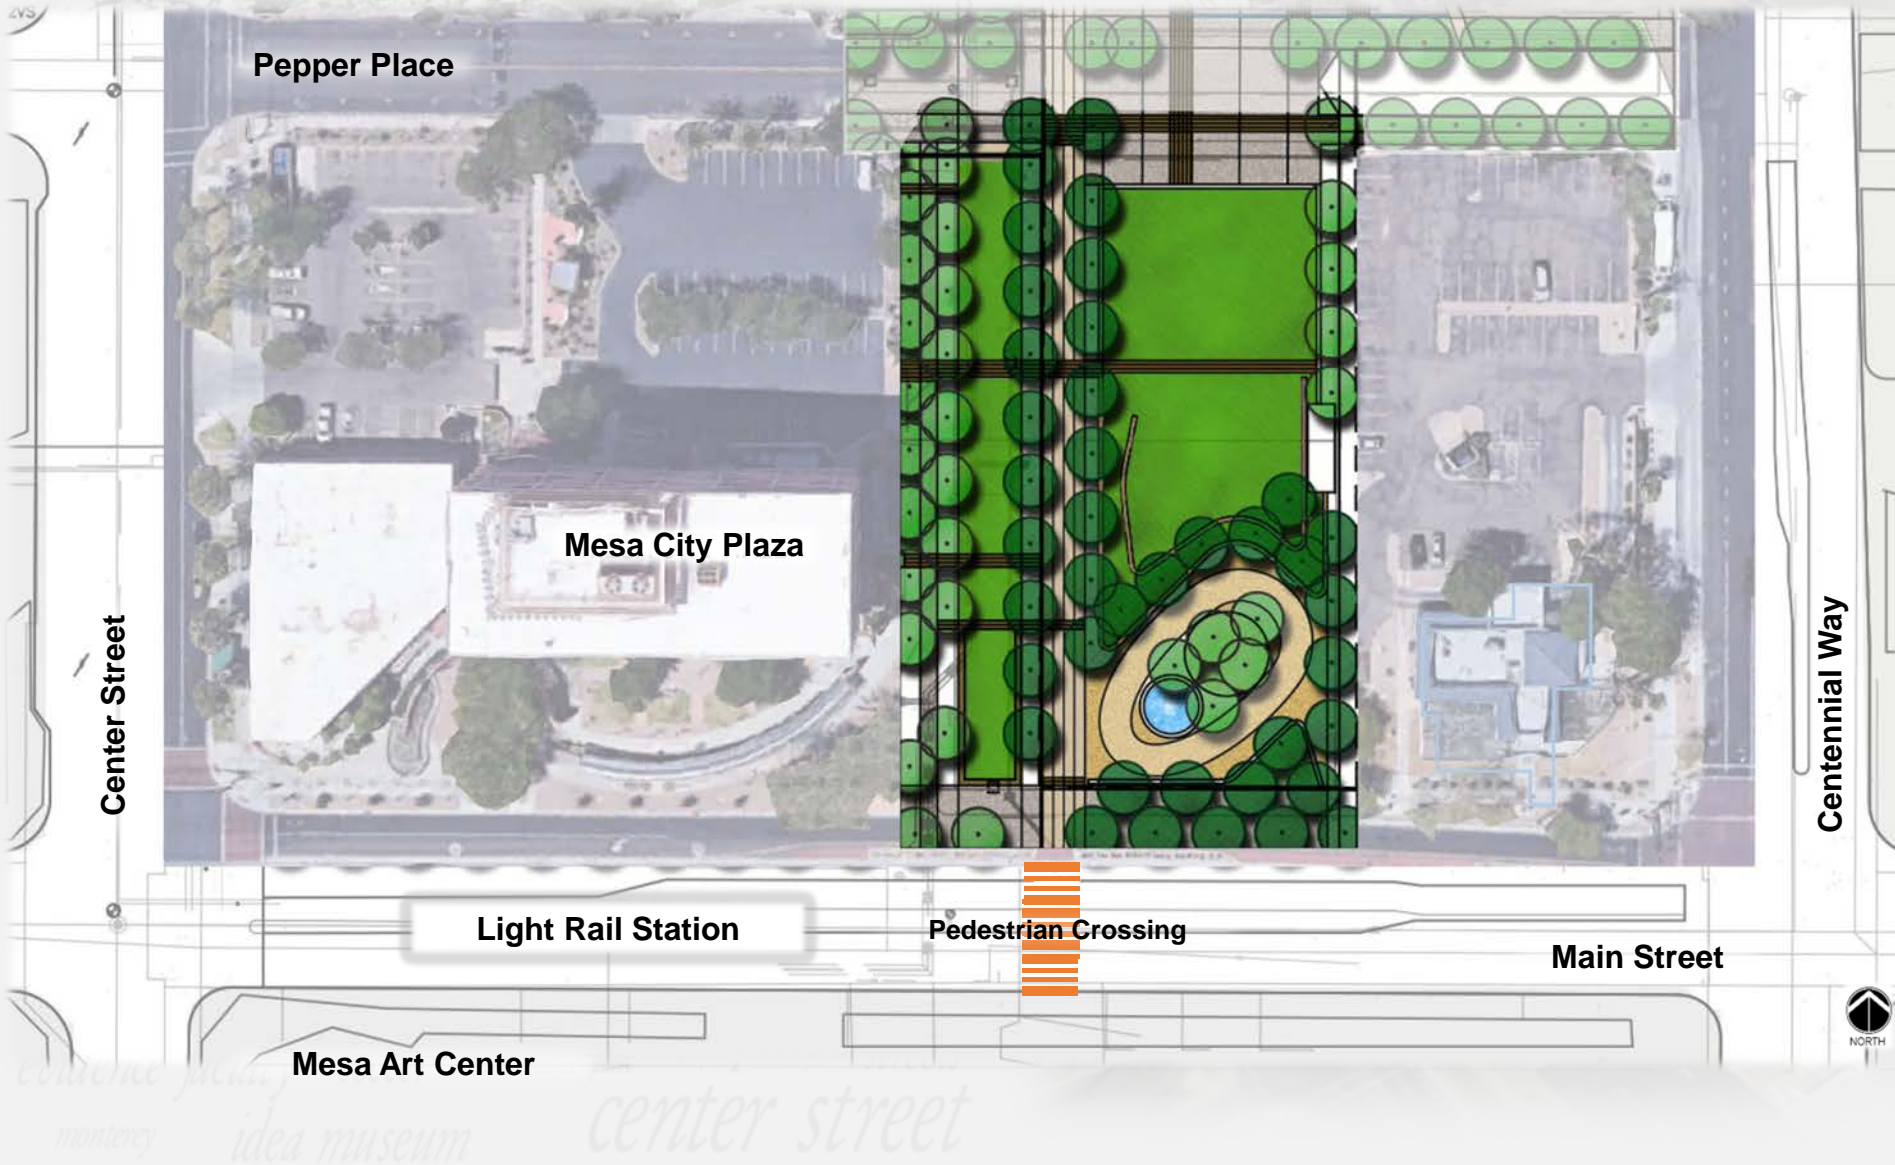 Pepper Place
Mesa City Plaza
Center Street
Centennial Way
Light Rail Station
Pedestrian Crossing
Main Street
NORTH
Mesa Art Center
center street
monterey
idea museum